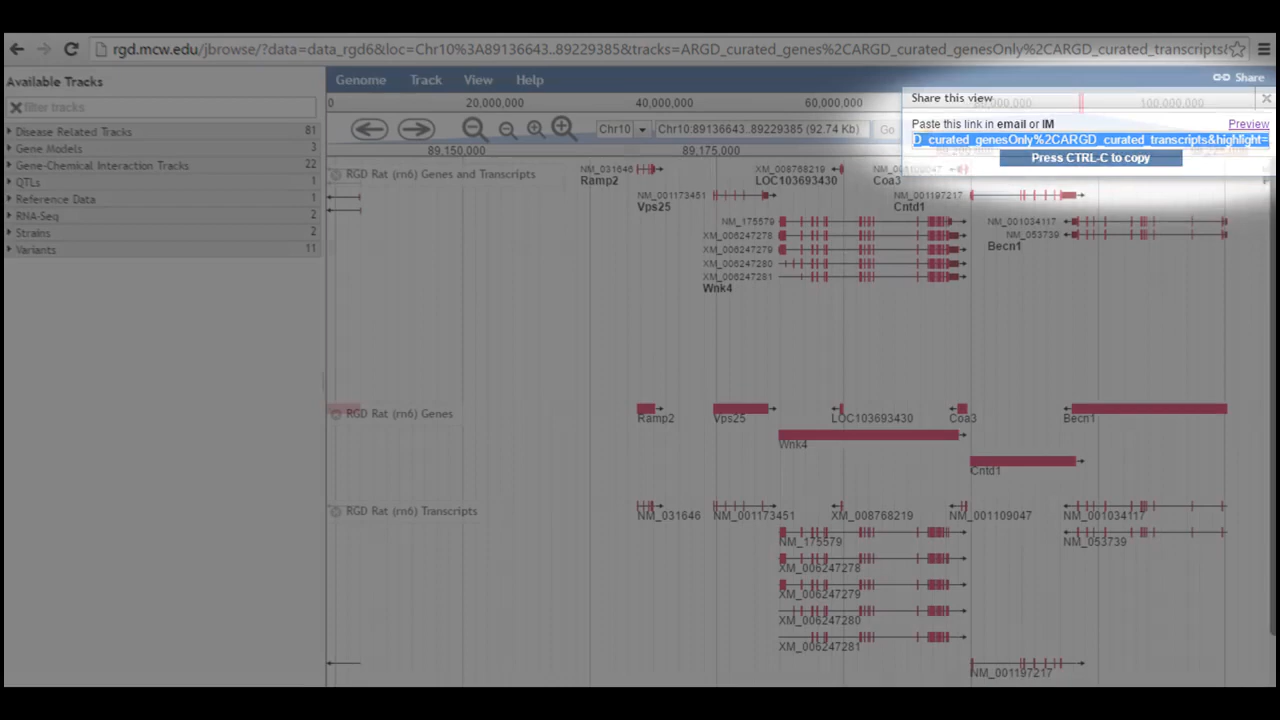 rgd.mcw.edu/jbrowse/?data=data_rgd6&loc=Chr10%3A89136643..89229385&tracks=ARGD_curated_genes%2CARGD_curated_genesOnly%2CARGD_curated_transcripts&
Available Tracks
filter tracks
Disease Related Tracks 81
Gene Models 3
Gene-Chemical Interaction Tracks 22
QTLs 1
Reference Data 1
RNA-Seq 2
Strains 2
Variants 11
Genome Track View Help Share
0 20,000,000 40,000,000 60,000,000 80,000,000 100,000,000
Share this view
Paste this link in email or IM Preview
D_curated_genesOnly%2CARGD_curated_transcripts&highlight=
Press CTRL-C to copy
Chr10 Chr10:89136643..89229385 (92.74 Kb) Go
89,150,000 89,175,000
RGD Rat (rn6) Genes and Transcripts
NM_031646 XM_008768219 NM_001109047
Ramp2 LOC103693430 Coa3
NM_001173451 NM_001197217
Vps25 Cntd1
NM_175579 NM_001034117
XM_006247278 NM_053739
XM_006247279 Becn1
XM_006247280
XM_006247281
Wnk4
RGD Rat (rn6) Genes
Ramp2 Vps25 LOC103693430 Coa3 Becn1
Wnk4
Cntd1
RGD Rat (rn6) Transcripts
NM_031646 NM_001173451 XM_008768219 NM_001109047 NM_001034117
NM_175579 NM_053739
XM_006247278
XM_006247279
XM_006247280
XM_006247281
NM_001197217